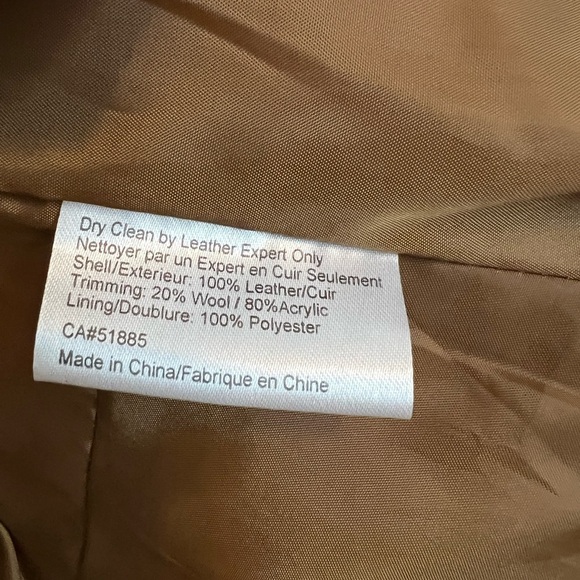 Dry Clean by Leather Expert Only
Nettoyer par un Expert en Cuir Seulement
Shell/Exterieur: 100% Leather/Cuir
Trimming: 20% Wool / 80%Acrylic
Lining/Doublure: 100% Polyester
CA#51885
Made in China/Fabrique en Chine